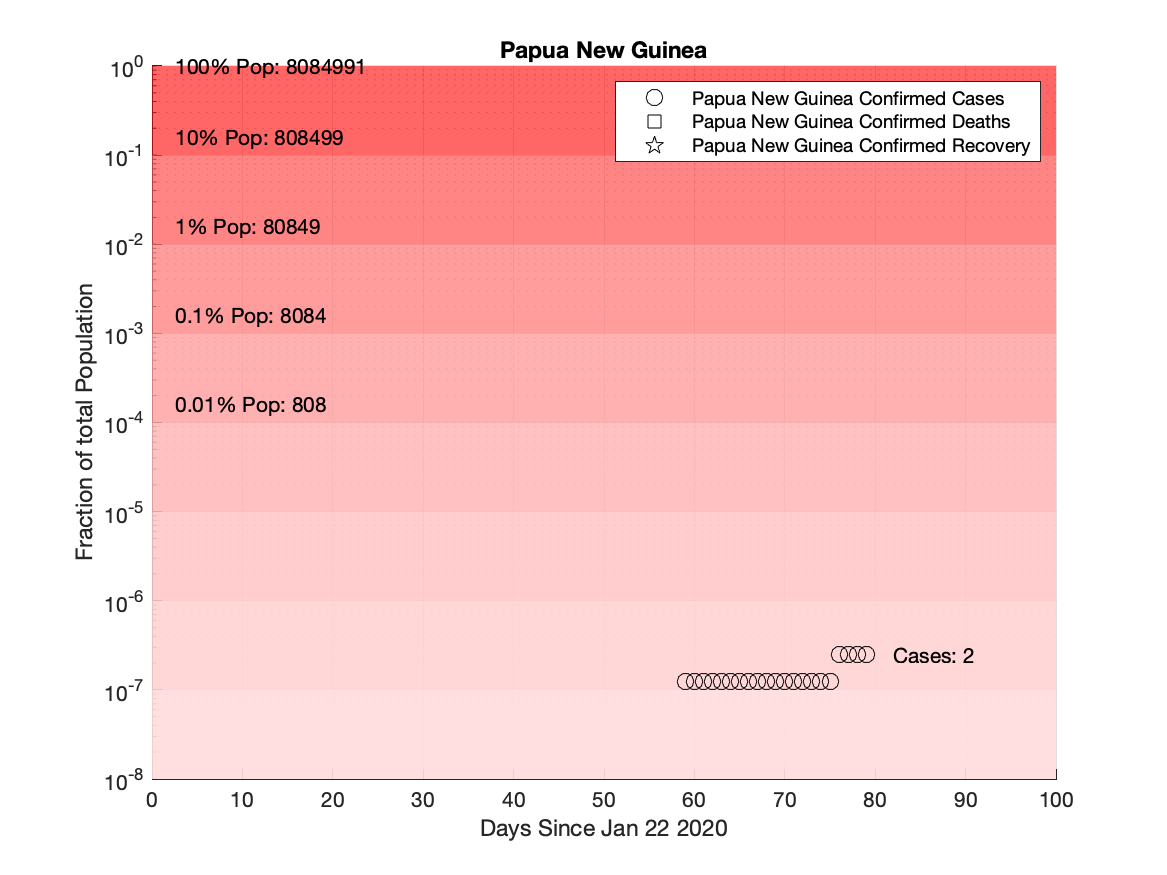 Papua New Guinea
10^0
100% Pop: 8084991
Papua New Guinea Confirmed Cases
Papua New Guinea Confirmed Deaths
Papua New Guinea Confirmed Recovery
10% Pop: 808499
10^-1
1% Pop: 80849
10^-2
0.1% Pop: 8084
10^-3
0.01% Pop: 808
10^-4
10^-5
10^-6
Cases: 2
10^-7
10^-8
Fraction of total Population
0 10 20 30 40 50 60 70 80 90 100
Days Since Jan 22 2020